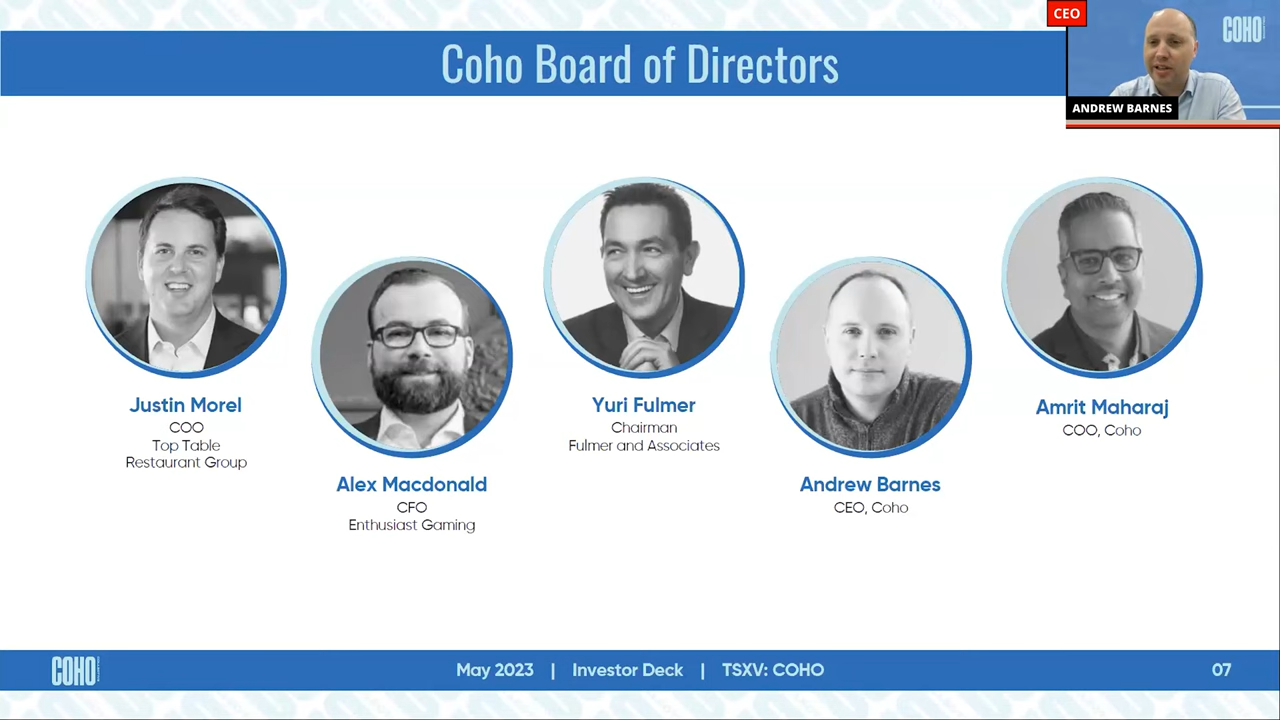 CEO
COHO
Coho Board of Directors
ANDREW BARNES
Justin Morel
COO
Top Table
Restaurant Group
Alex Macdonald
CFO
Enthusiast Gaming
Yuri Fulmer
Chairman
Fulmer and Associates
Andrew Barnes
CEO, Coho
Amrit Maharaj
COO, Coho
COHO
May 2023 | Investor Deck | TSXV: COHO
07